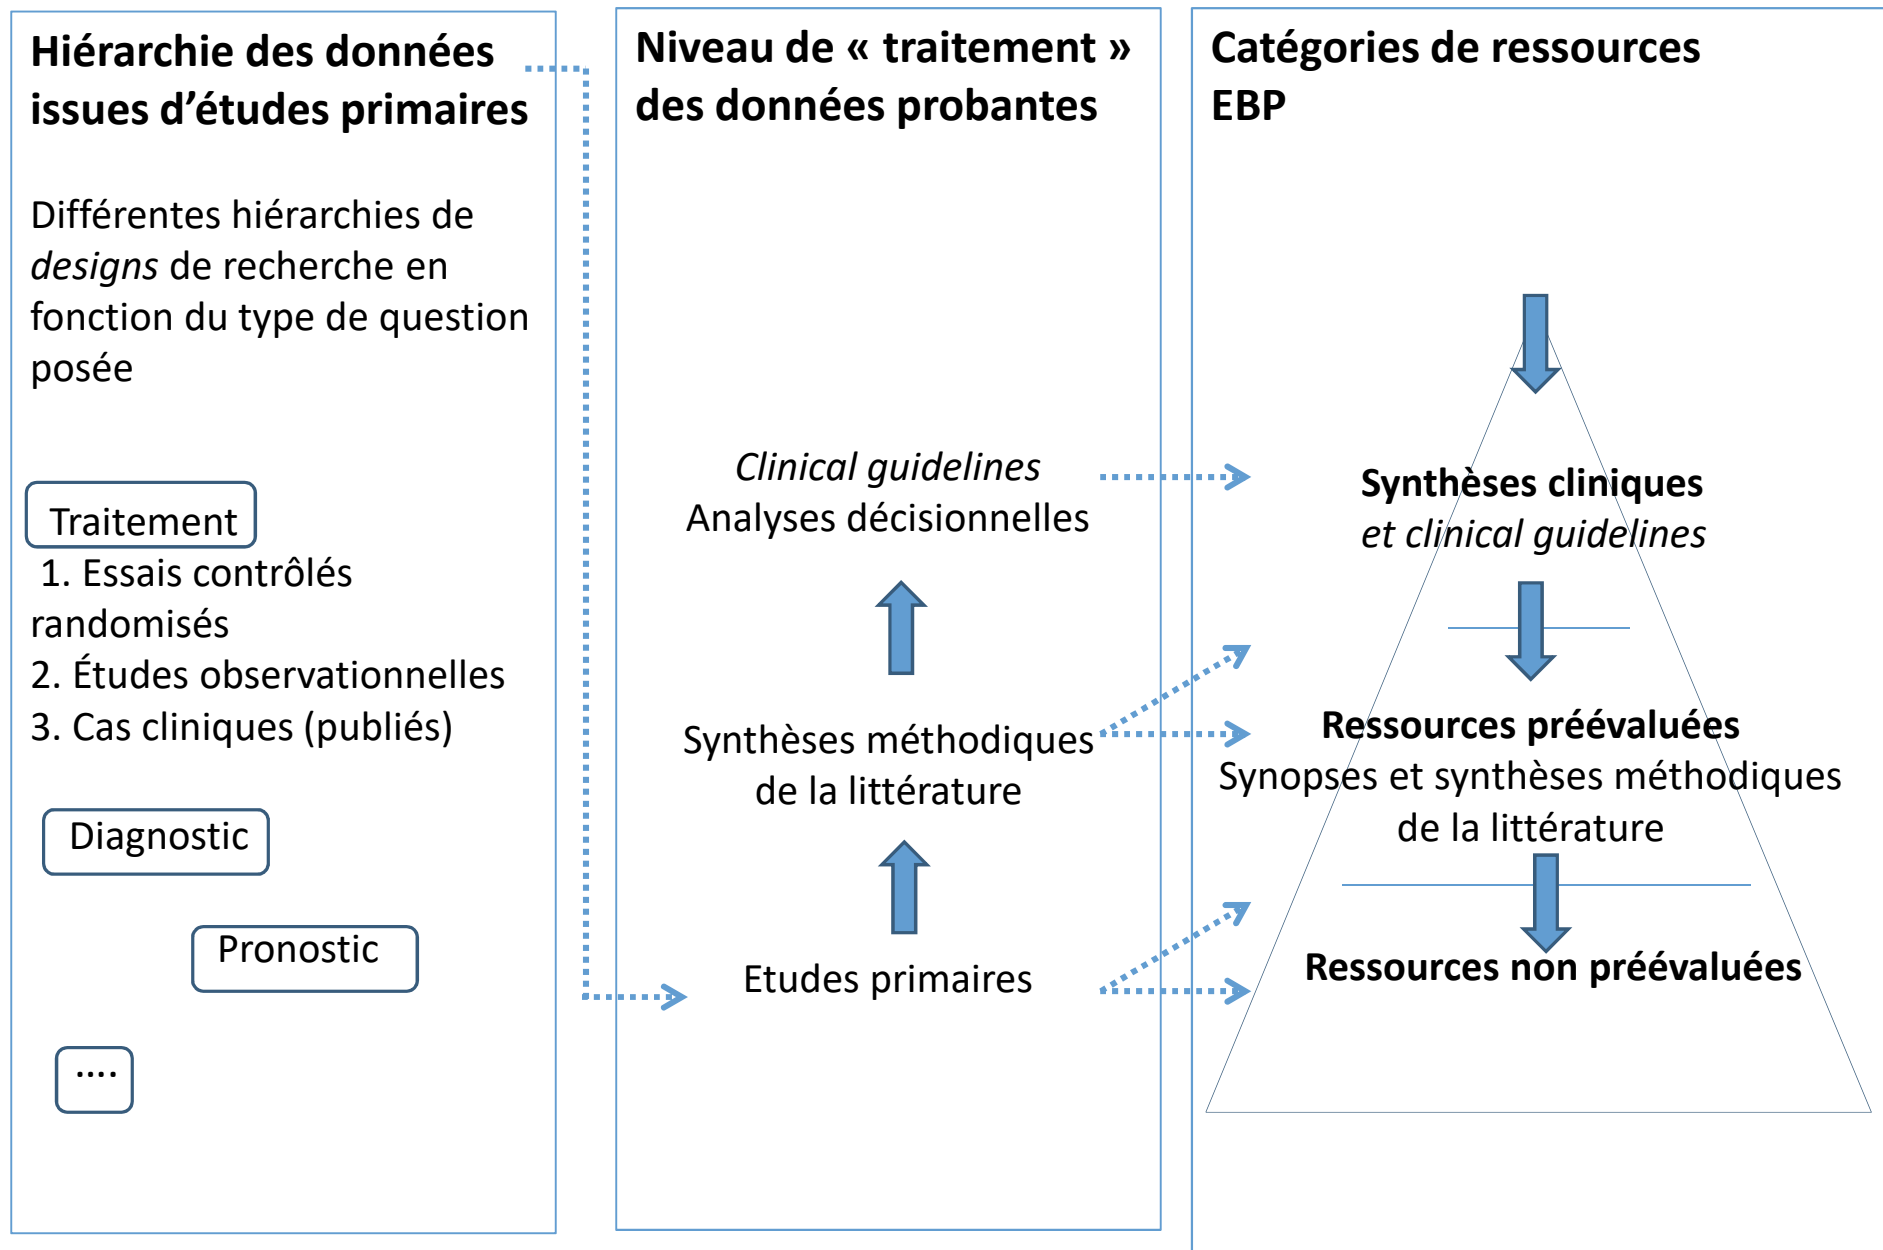 Hiérarchie des données
issues d’études primaires
Différentes hiérarchies de
designs de recherche en
fonction du type de question
posée
Traitement
1. Essais contrôlés
randomisés
2. Études observationnelles
3. Cas cliniques (publiés)
Diagnostic
Pronostic
....
Niveau de « traitement »
des données probantes
Clinical guidelines
Analyses décisionnelles
Synthèses méthodiques
de la littérature
Etudes primaires
Catégories de ressources
EBP
Synthèses cliniques
et clinical guidelines
Ressources préévaluées
Synopses et synthèses méthodiques
de la littérature
Ressources non préévaluées